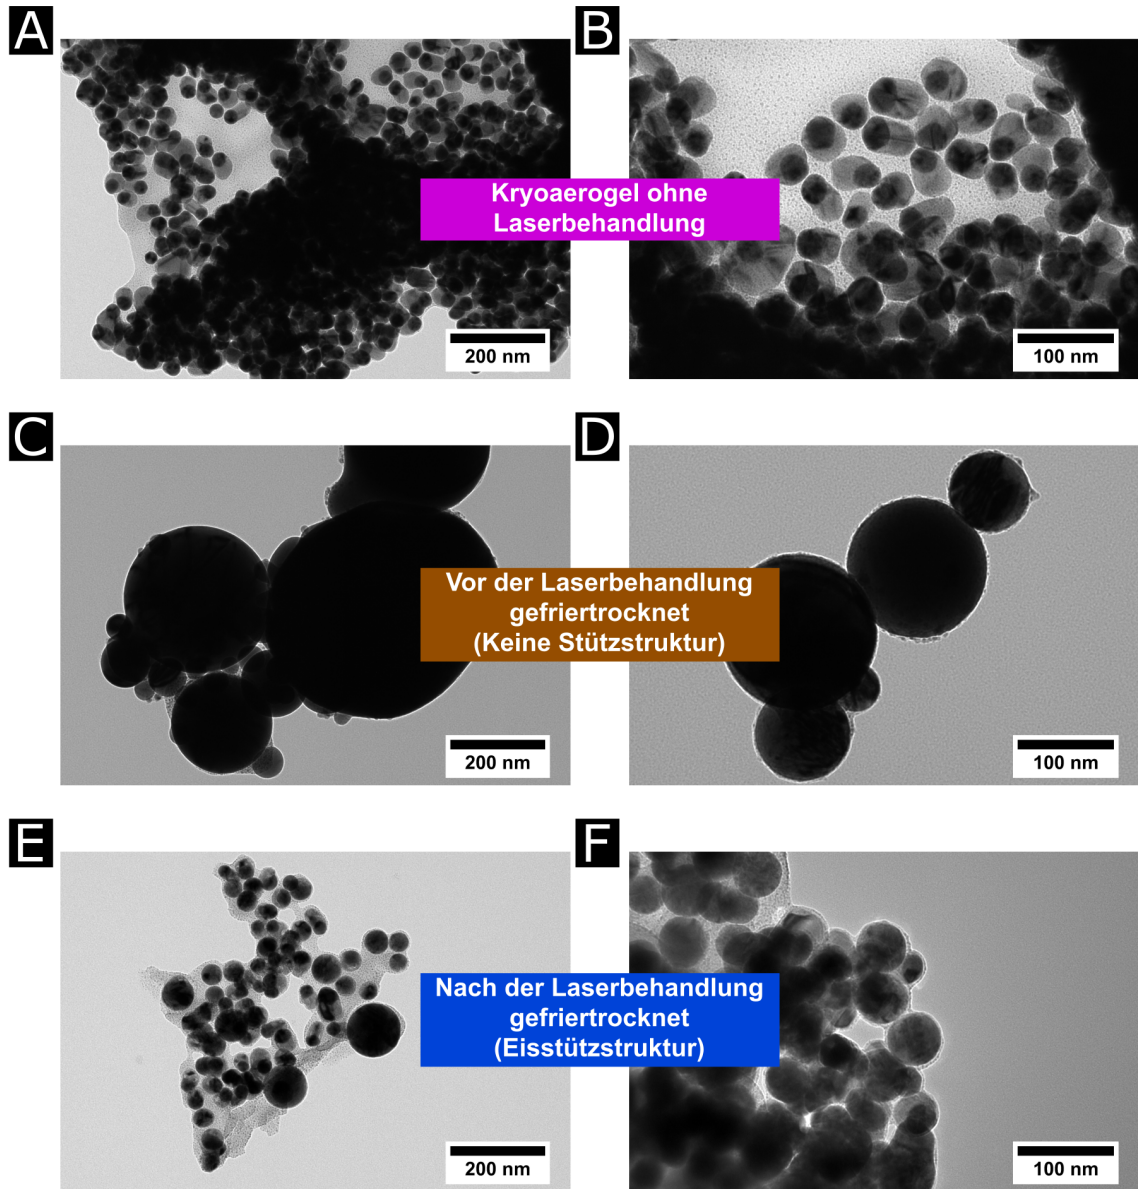 A
B
Kryoaerogel ohne
Laserbehandlung
200 nm
100 nm
C
D
Vor der Laserbehandlung
gefriertrocknet
(Keine Stützstruktur)
200 nm
100 nm
E
F
Nach der Laserbehandlung
gefriertrocknet
(Eisstützstruktur)
200 nm
100 nm